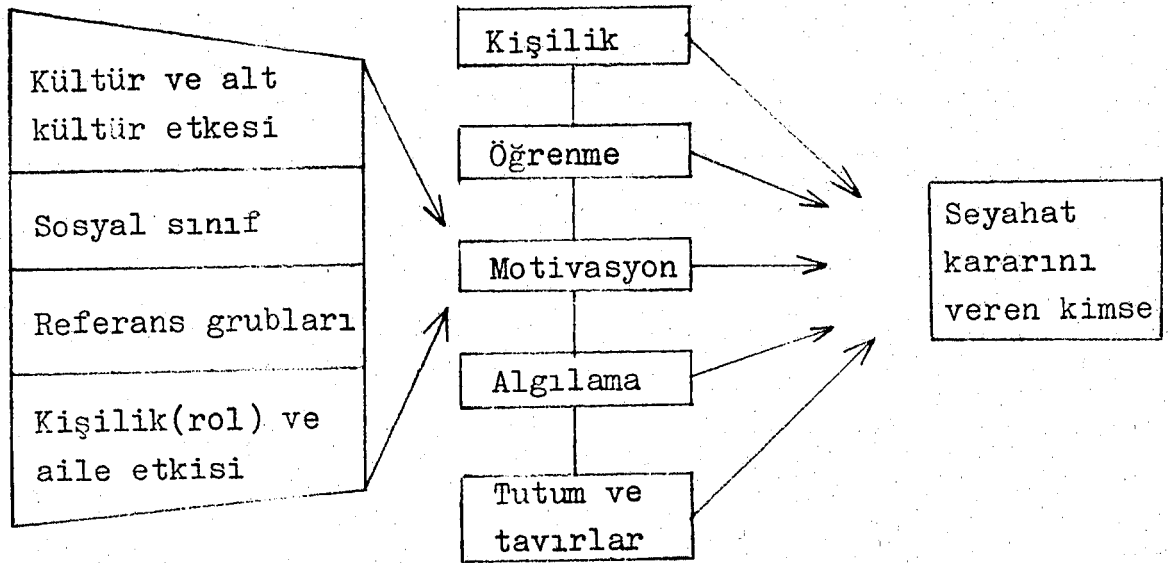 Kültür ve alt
kültür etkesi
Sosyal sınıf
Referans grubları
Kişilik(rol) ve
aile etkisi
Kişilik
Öğrenme
Motivasyon
Algılama
Tutum ve
tavırlar
Seyahat
kararını
veren kimse